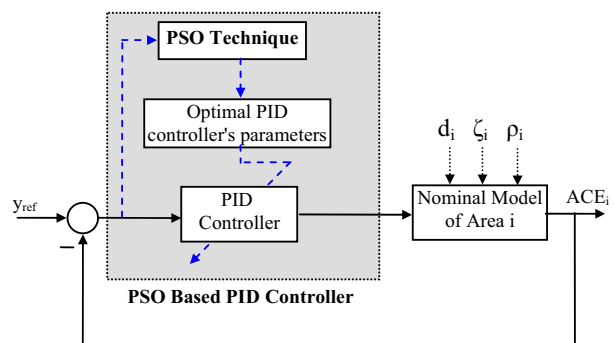 PSO Technique
Optimal PID
controller's parameters
d_i ζ_i ρ_i
y_ref
PID
Controller
Nominal Model
of Area i
ACE_i
−
PSO Based PID Controller